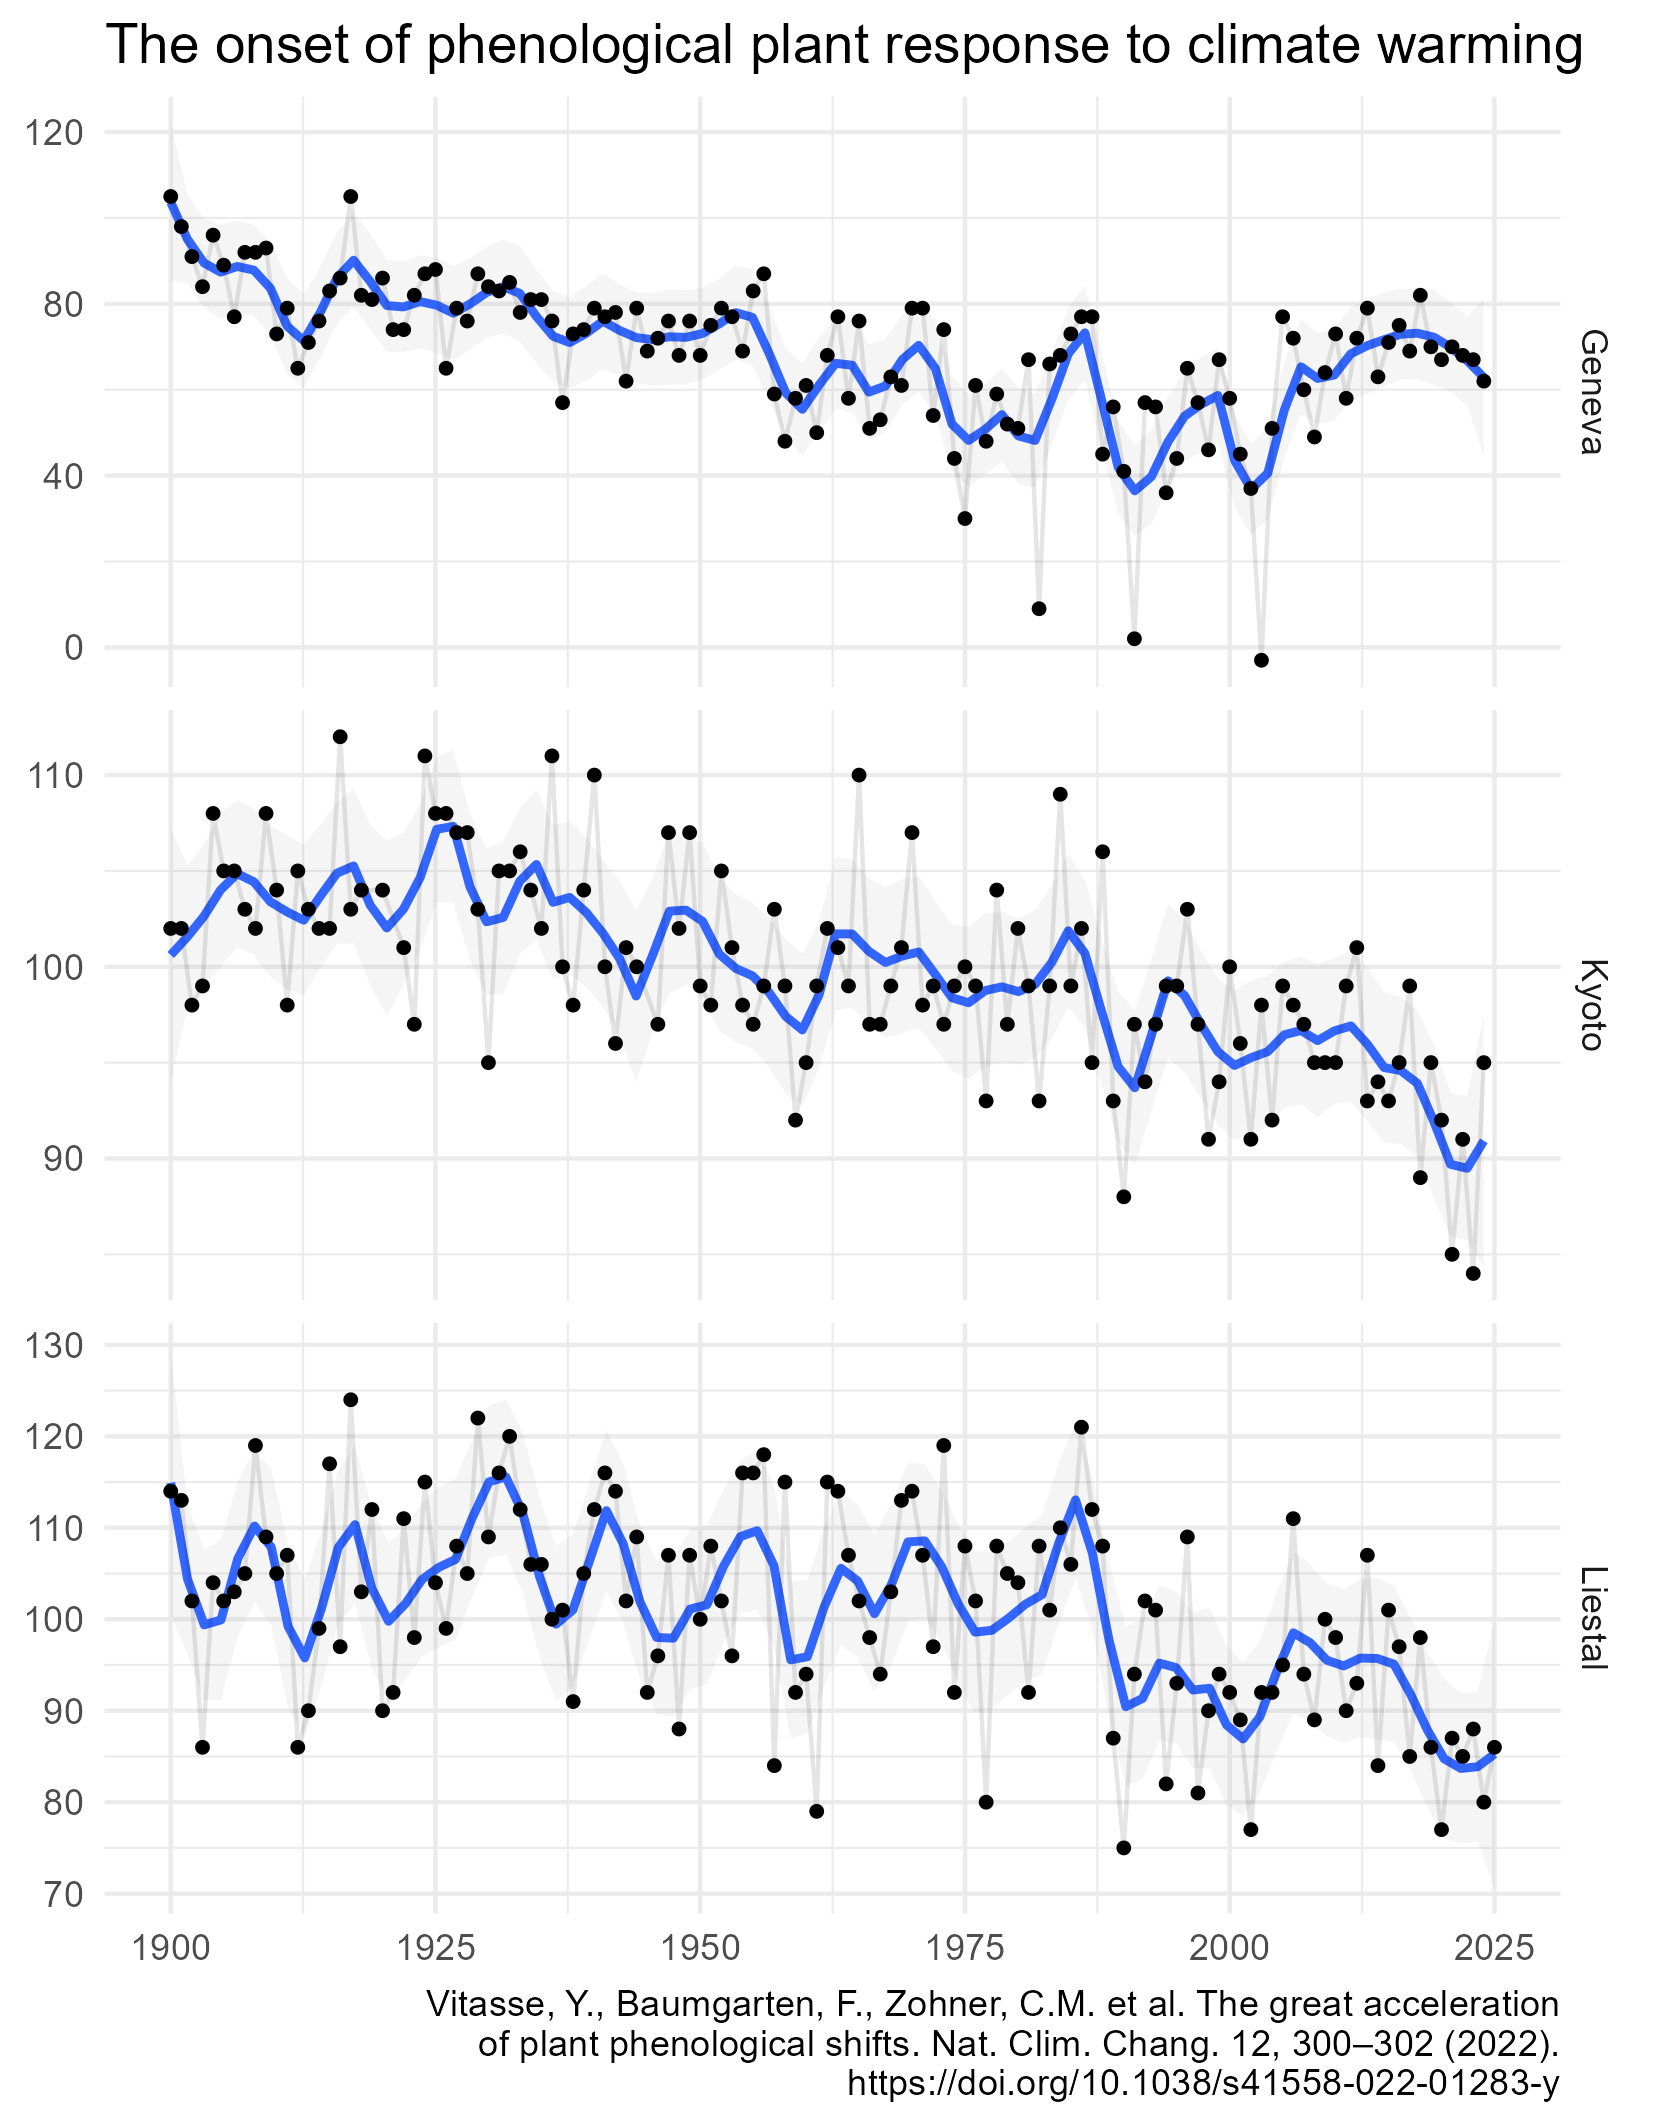 The onset of phenological plant response to climate warming
120
80
40
0
Geneva
110
100
90
Kyoto
130
120
110
100
90
80
70
Liestal
1900 1925 1950 1975 2000 2025
Vitasse, Y., Baumgarten, F., Zohner, C.M. et al. The great acceleration
of plant phenological shifts. Nat. Clim. Chang. 12, 300–302 (2022).
https://doi.org/10.1038/s41558-022-01283-y